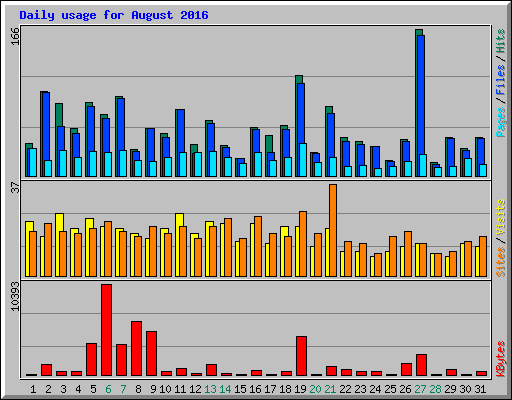 Daily usage for August 2016
166
Pages / Files / Hits
37
Sites / Visits
10393
KBytes
1 2 3 4 5 6 7 8 9 10 11 12 13 14 15 16 17 18 19 20 21 22 23 24 25 26 27 28 29 30 31